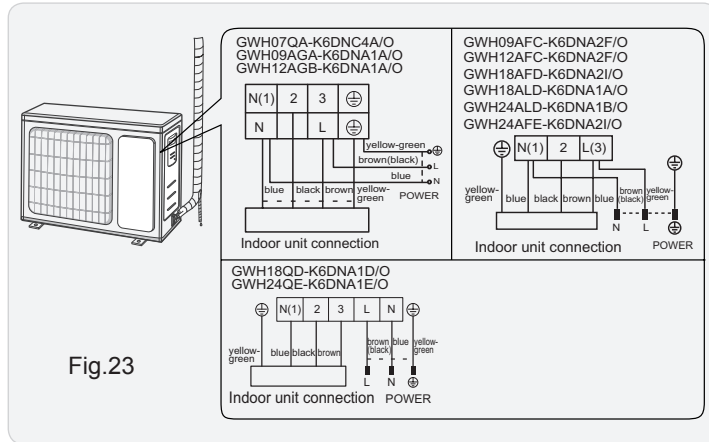 GWH07QA-K6DNC4A/O
GWH09AGA-K6DNA1A/O
GWH12AGB-K6DNA1A/O
N(1) 2 3
N L
yellow-green
brown(black)
L
blue
N
blue black brown yellow-
green
POWER
Indoor unit connection
GWH09AFC-K6DNA2F/O
GWH12AFC-K6DNA2F/O
GWH18AFD-K6DNA2I/O
GWH18ALD-K6DNA1A/O
GWH24ALD-K6DNA1B/O
GWH24AFE-K6DNA2I/O
N(1) 2 L(3)
yellow-
green
blue black brown blue
brown
(black)
yellow-
green
N L
Indoor unit connection POWER
GWH18QD-K6DNA1D/O
GWH24QE-K6DNA1E/O
N(1) 2 3 L N
yellow-
green
blue black brown
brown
(black)
blue
yellow-
green
L N
Indoor unit connection POWER
Fig.23